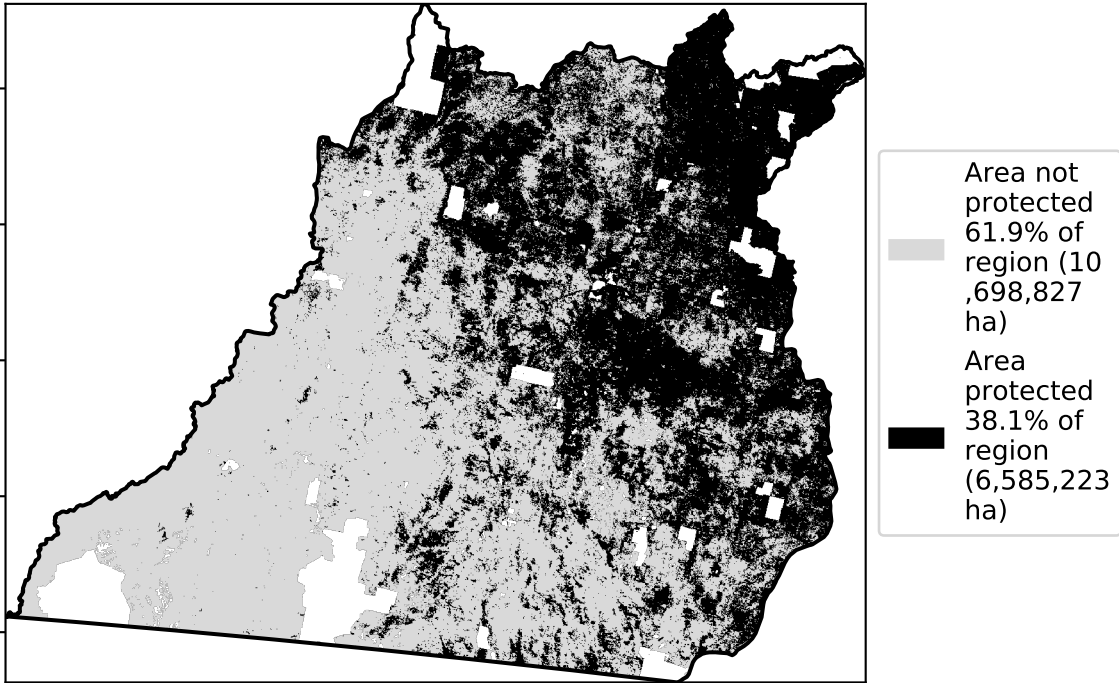 Area not
protected
61.9% of
region (10
,698,827
ha)
Area
protected
38.1% of
region
(6,585,223
ha)